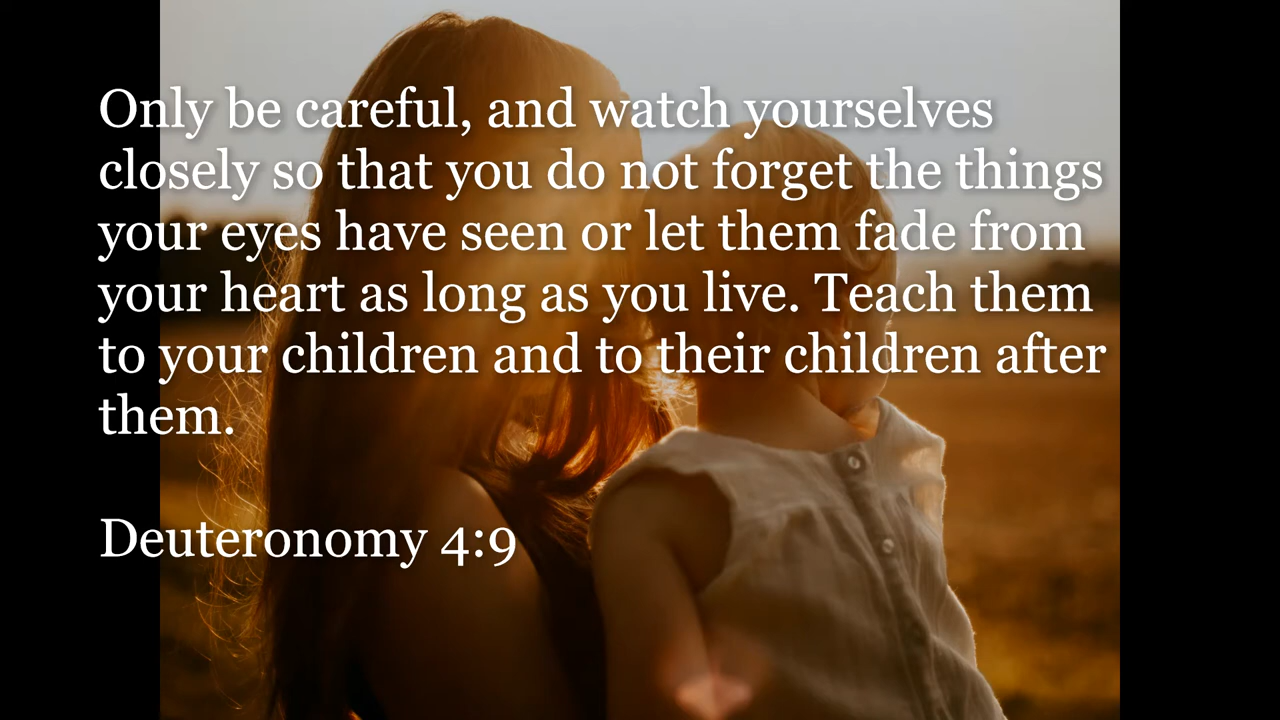 Only be careful, and watch yourselves
closely so that you do not forget the things
your eyes have seen or let them fade from
your heart as long as you live. Teach them
to your children and to their children after
them.
Deuteronomy 4:9